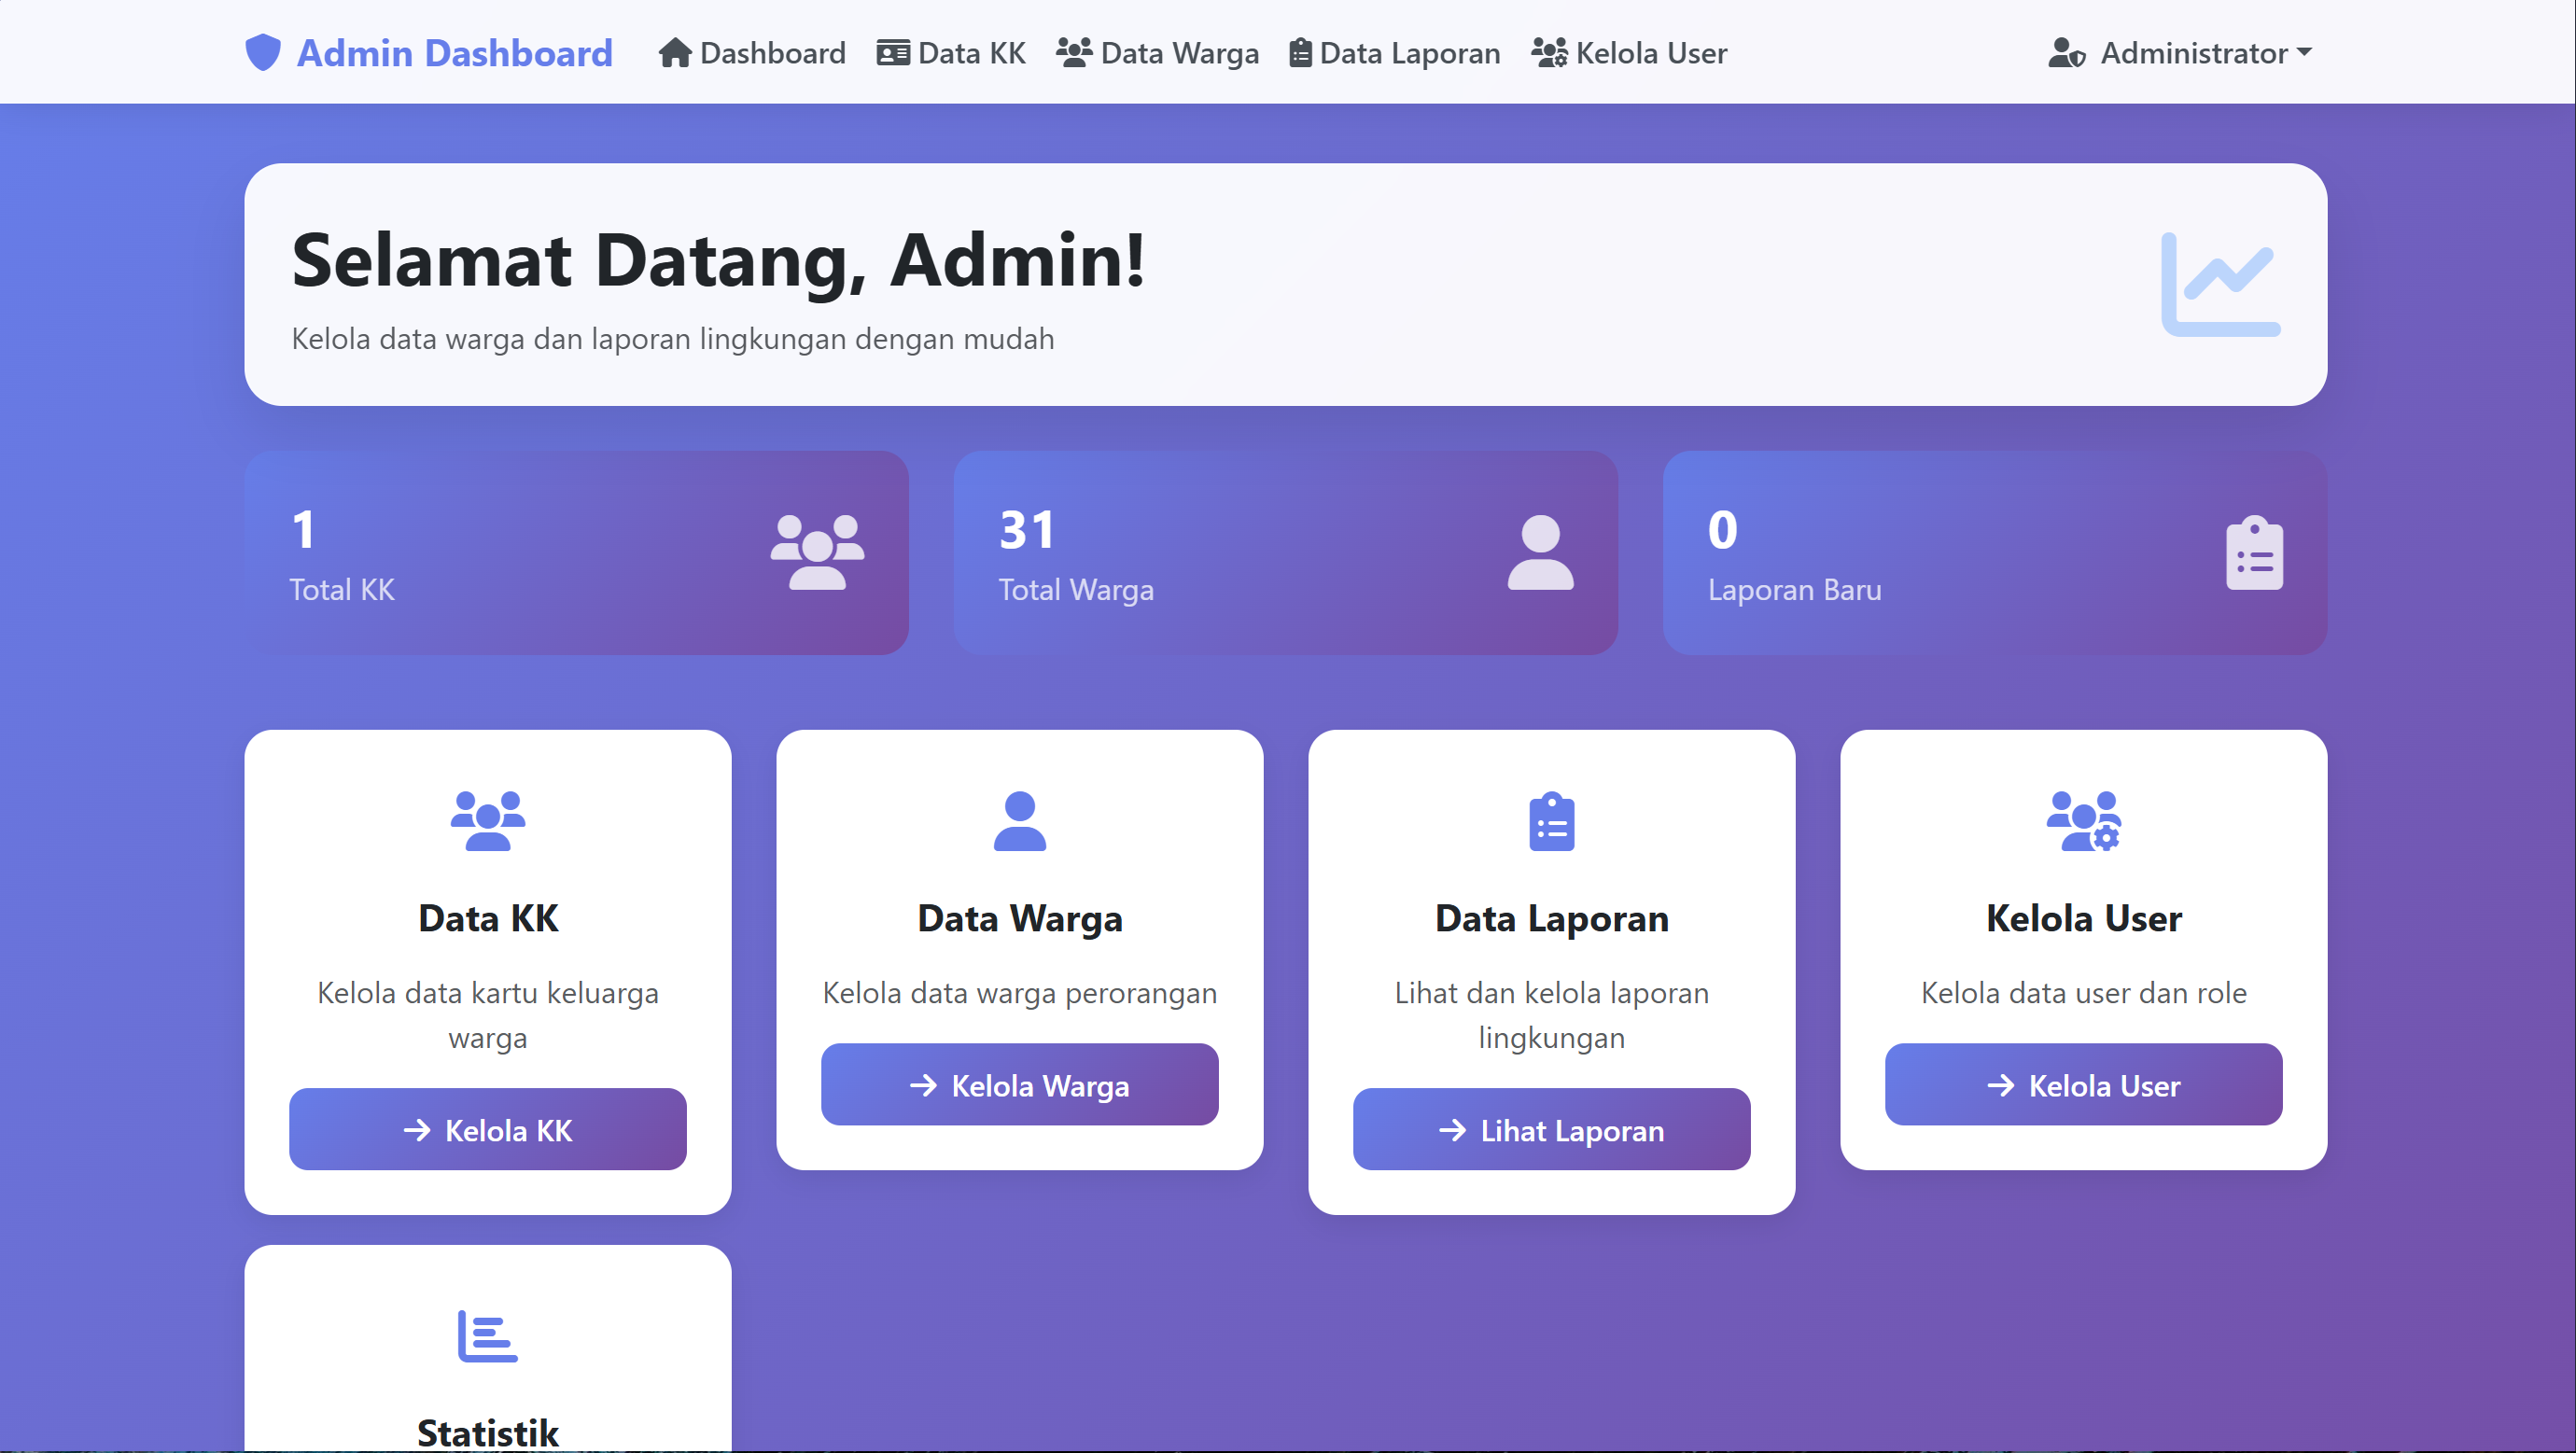 Admin Dashboard Dashboard Data KK Data Warga Data Laporan Kelola User Administrator
Selamat Datang, Admin!
Kelola data warga dan laporan lingkungan dengan mudah
1
Total KK
31
Total Warga
0
Laporan Baru
Data KK
Kelola data kartu keluarga
warga
Kelola KK
Data Warga
Kelola data warga perorangan
Kelola Warga
Data Laporan
Lihat dan kelola laporan
lingkungan
Lihat Laporan
Kelola User
Kelola data user dan role
Kelola User
Statistik